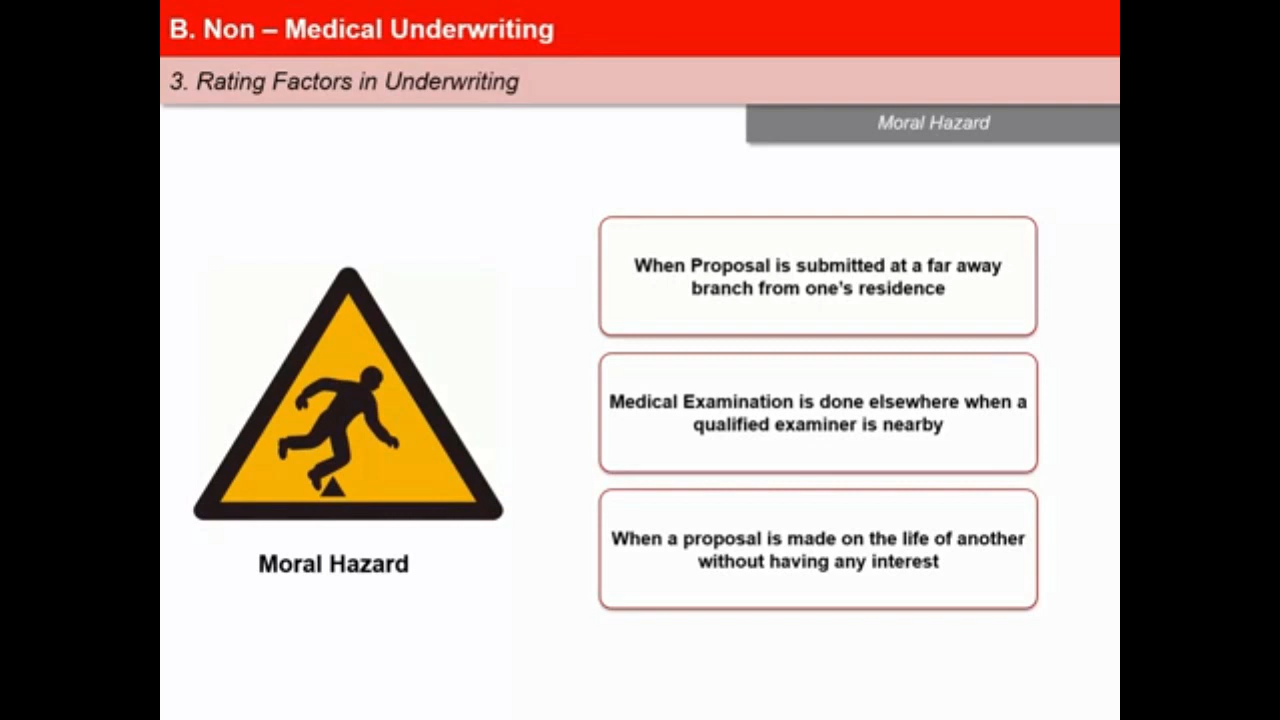 B. Non – Medical Underwriting
3. Rating Factors in Underwriting
Moral Hazard
When Proposal is submitted at a far away
branch from one's residence
Medical Examination is done elsewhere when a
qualified examiner is nearby
When a proposal is made on the life of another
without having any interest
Moral Hazard